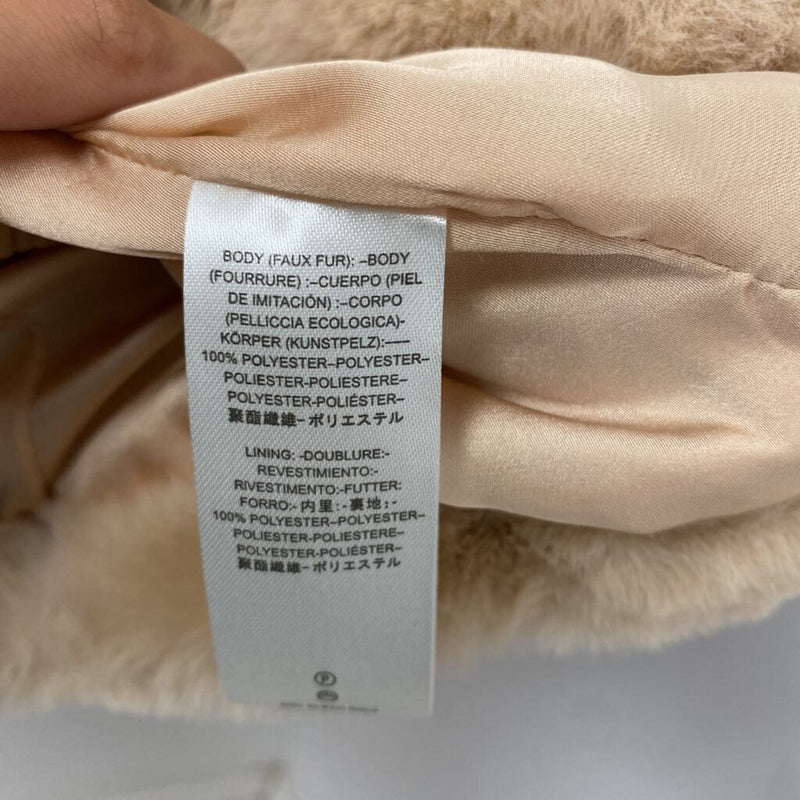 BODY (FAUX FUR): –BODY
(FOURRURE) :–CUERPO (PIEL
DE IMITACIÓN) :–CORPO
(PELLICCIA ECOLOGICA)-
KÖRPER (KUNSTPELZ):-—
100% POLYESTER–POLYESTER–
POLIESTER-POLIESTERE–
POLYESTER-POLIÉSTER–
聚酯纖維-ポリエステル
LINING: -DOUBLURE:-
REVESTIMIENTO:-
RIVESTIMENTO:-FUTTER:
FORRO:- 内里:- 裏地:-
100% POLYESTER–POLYESTER–
POLIESTER-POLIESTERE–
POLYESTER-POLIÉSTER–
聚酯纖維-ポリエステル
P